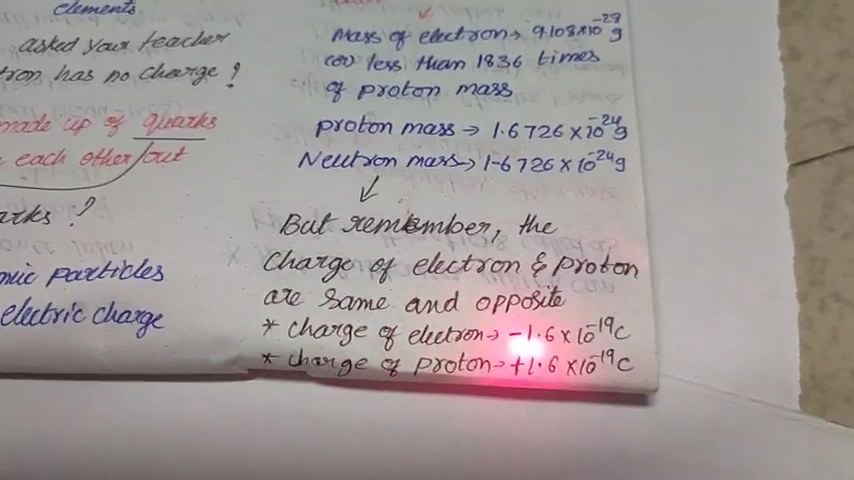 elements
asked your teacher
tron has no charge ?
made up of quarks
each other/out
arks ?
mic particles
electric charge
Mass of electron → 9.108×10⁻²⁸ g
(or) less than 1836 times
of proton mass
proton mass → 1.6726 × 10⁻²⁴ g
Neutron mass → 1.6726 × 10⁻²⁴ g
But remember, the
charge of electron & proton
are same and opposite
* charge of electron → -1.6 × 10⁻¹⁹ C
* charge of proton → +1.6 × 10⁻¹⁹ C